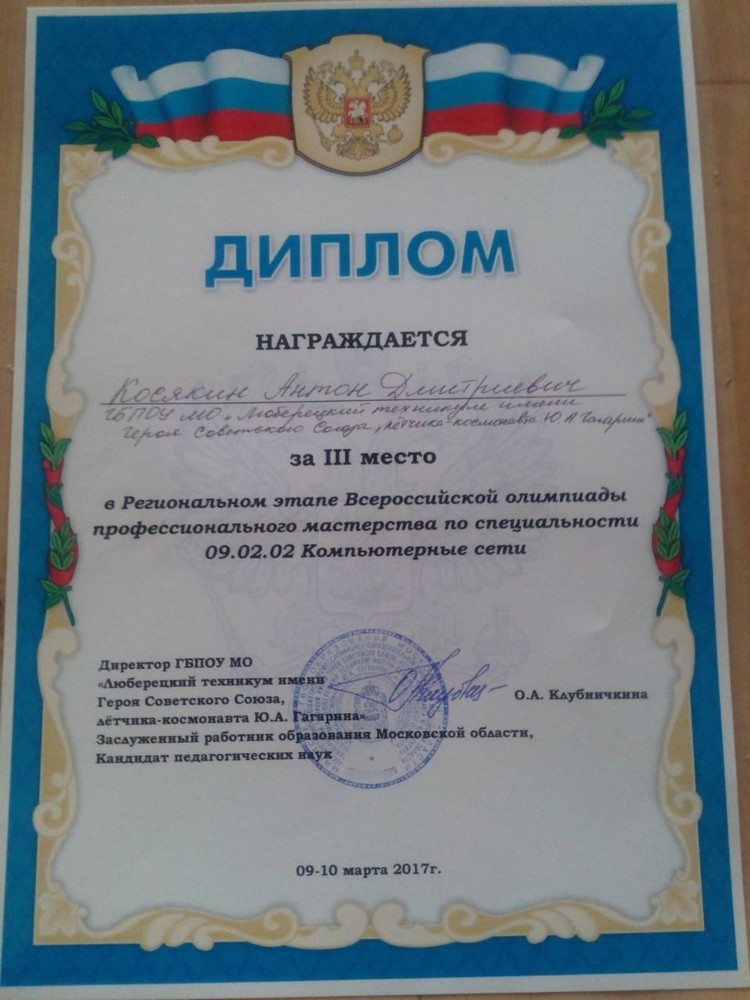 ДИПЛОМ
НАГРАЖДАЕТСЯ
Косякин Антон Дмитриевич
ГБПОУ МО „Люберецкий техникум имени
Героя Советского Союза, лётчика-космонавта Ю.А Гагарина"
за III место
в Региональном этапе Всероссийской олимпиады
профессионального мастерства по специальности
09.02.02 Компьютерные сети
Директор ГБПОУ МО
«Люберецкий техникум имени
Героя Советского Союза,
лётчика-космонавта Ю.А. Гагарина»
О.А. Клубничкина
Заслуженный работник образования Московской области,
Кандидат педагогических наук
09-10 марта 2017г.